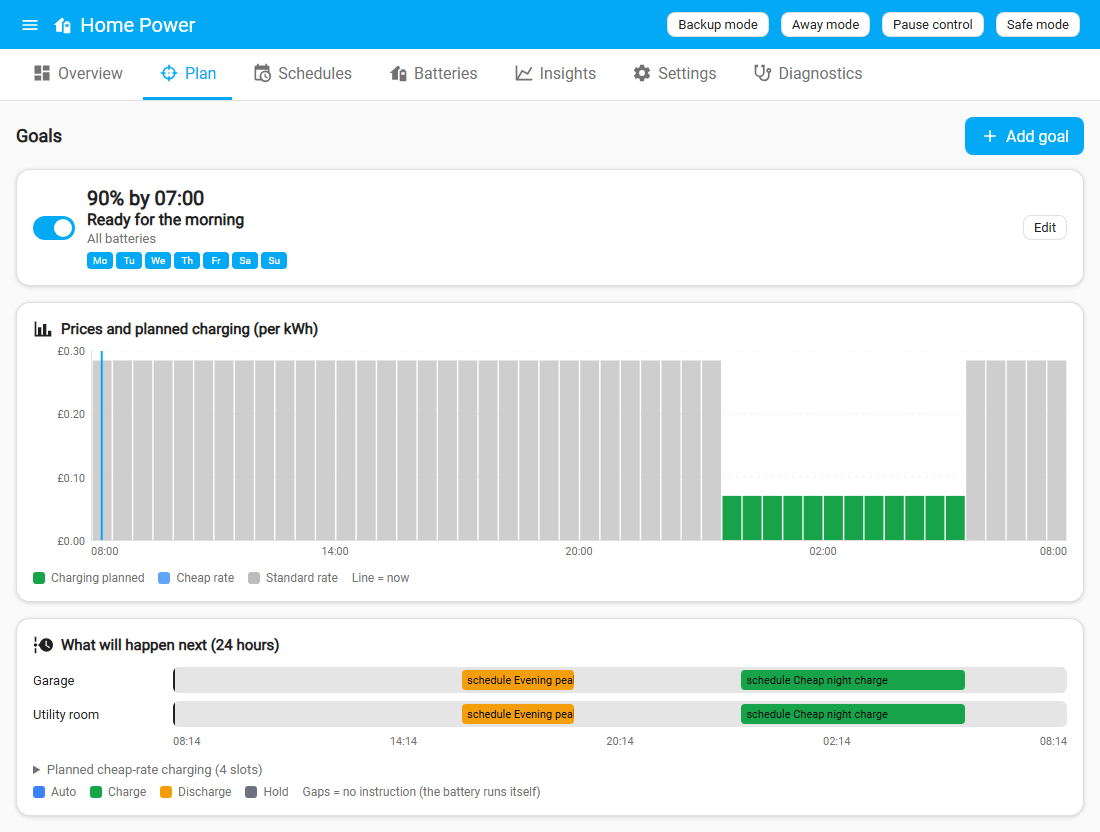 Home Power
Backup mode
Away mode
Pause control
Safe mode
Overview
Plan
Schedules
Batteries
Insights
Settings
Diagnostics
Goals
Add goal
90% by 07:00
Ready for the morning
All batteries
Mo Tu We Th Fr Sa Su
Edit
Prices and planned charging (per kWh)
£0.30
£0.20
£0.10
£0.00
08:00 14:00 20:00 02:00 08:00
Charging planned Cheap rate Standard rate Line = now
What will happen next (24 hours)
Garage
schedule Evening pea
schedule Cheap night charge
Utility room
schedule Evening pea
schedule Cheap night charge
08:14 14:14 20:14 02:14 08:14
Planned cheap-rate charging (4 slots)
Auto Charge Discharge Hold Gaps = no instruction (the battery runs itself)